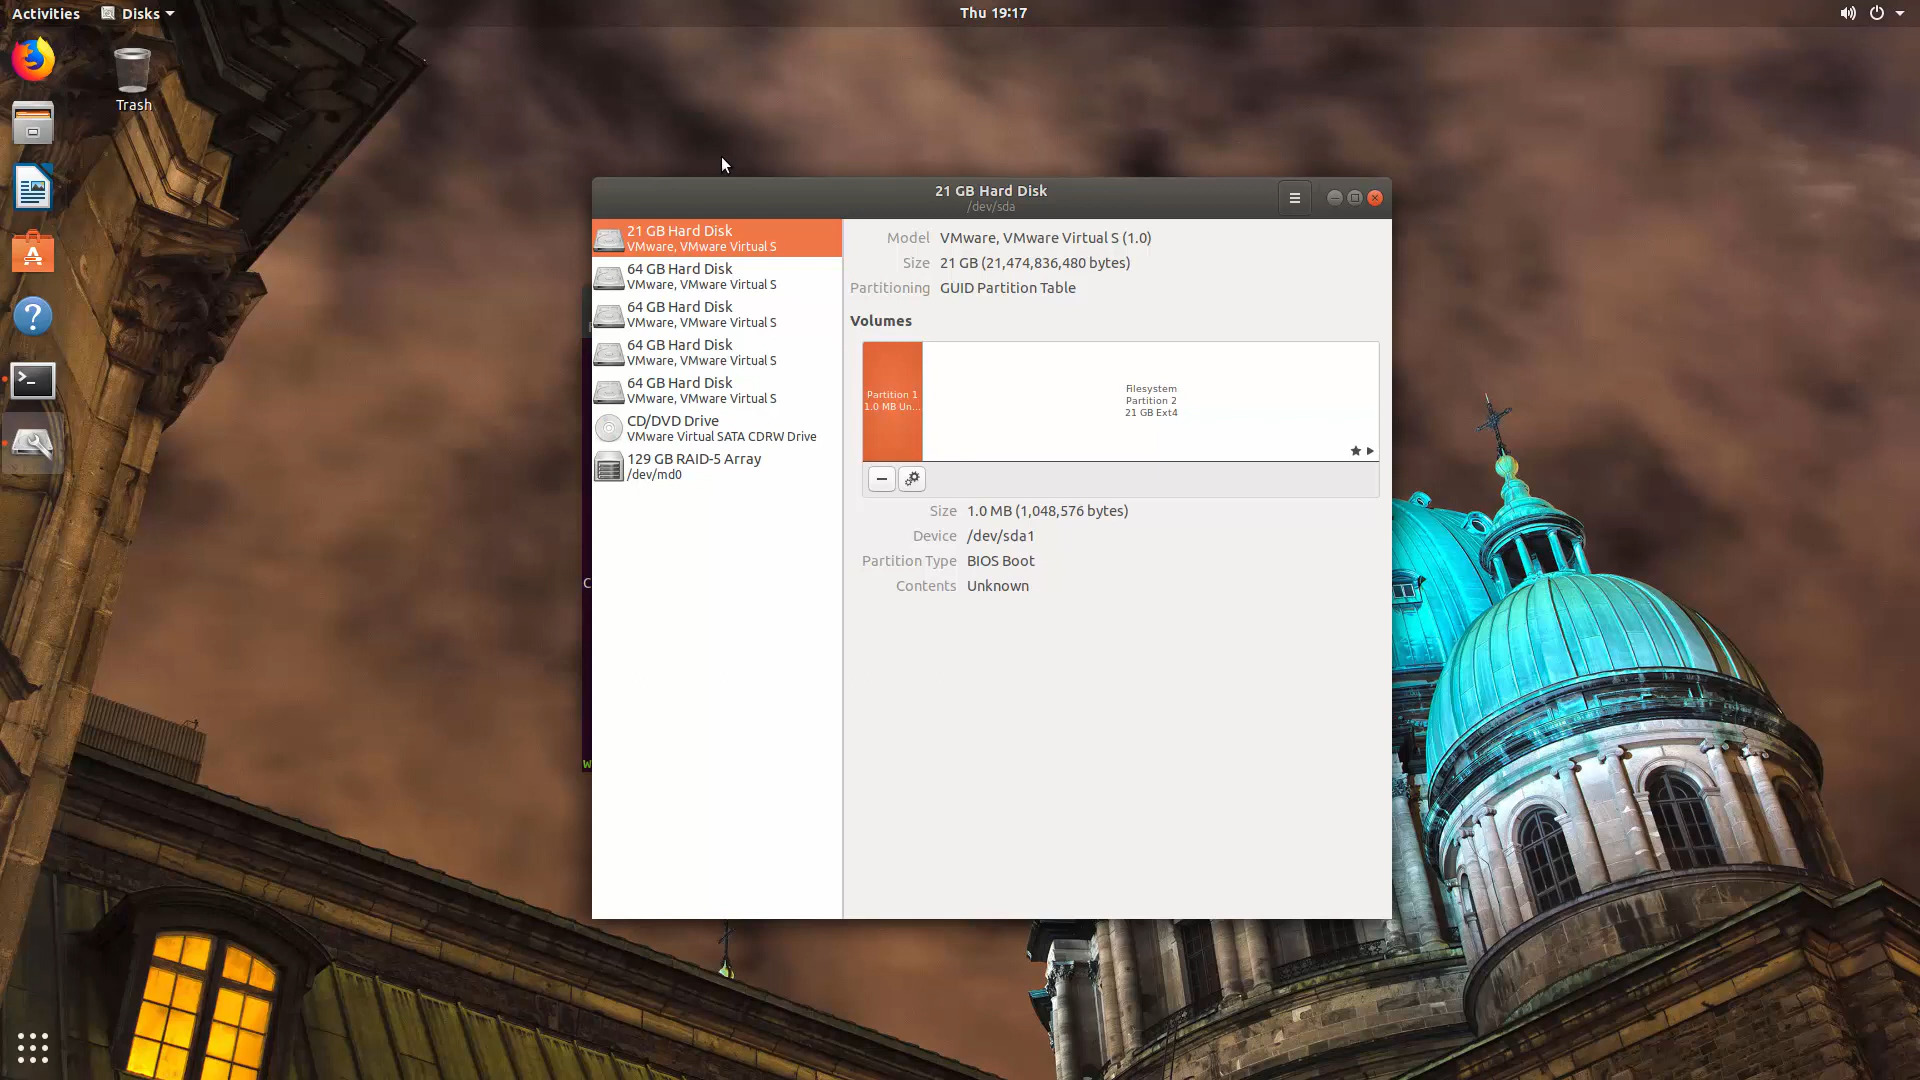 Activities
Disks
Thu 19:17
Trash
21 GB Hard Disk
/dev/sda
21 GB Hard Disk
VMware, VMware Virtual S
64 GB Hard Disk
VMware, VMware Virtual S
64 GB Hard Disk
VMware, VMware Virtual S
64 GB Hard Disk
VMware, VMware Virtual S
64 GB Hard Disk
VMware, VMware Virtual S
CD/DVD Drive
VMware Virtual SATA CDRW Drive
129 GB RAID-5 Array
/dev/md0
Model VMware, VMware Virtual S (1.0)
Size 21 GB (21,474,836,480 bytes)
Partitioning GUID Partition Table
Volumes
Partition 1
1.0 MB Un...
Filesystem
Partition 2
21 GB Ext4
Size 1.0 MB (1,048,576 bytes)
Device /dev/sda1
Partition Type BIOS Boot
Contents Unknown